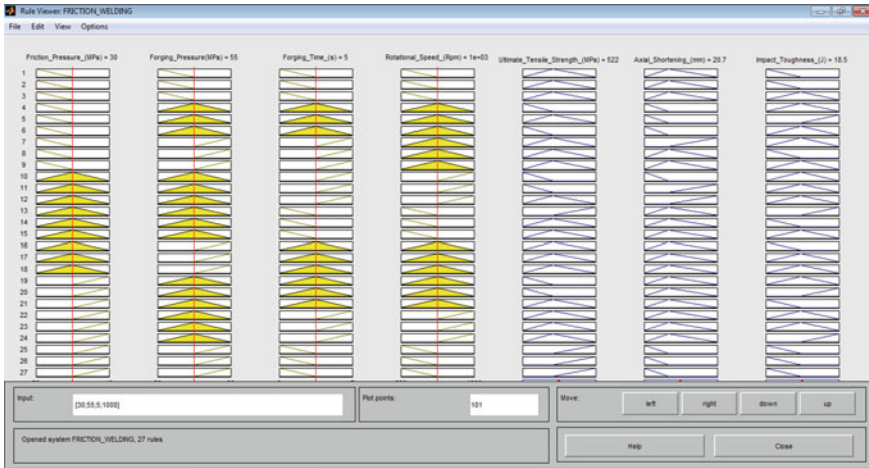 Rule Viewer: FRICTION_WELDING
File Edit View Options
Friction_Pressure_(MPa) = 30
Forging_Pressure(MPa) = 55
Forging_Time_(s) = 5
Rotational_Speed_(Rpm) = 1e+03
Ultimate_Tensile_Strength_(MPa) = 522
Axial_Shortening_(mm) = 20.7
Impact_Toughness_(J) = 18.5
1
2
3
4
5
6
7
8
9
10
11
12
13
14
15
16
17
18
19
20
21
22
23
24
25
26
27
Input:
[30;55;5;1000]
Plot points:
101
Move:
left
right
down
up
Opened system FRICTION_WELDING, 27 rules
Help
Close